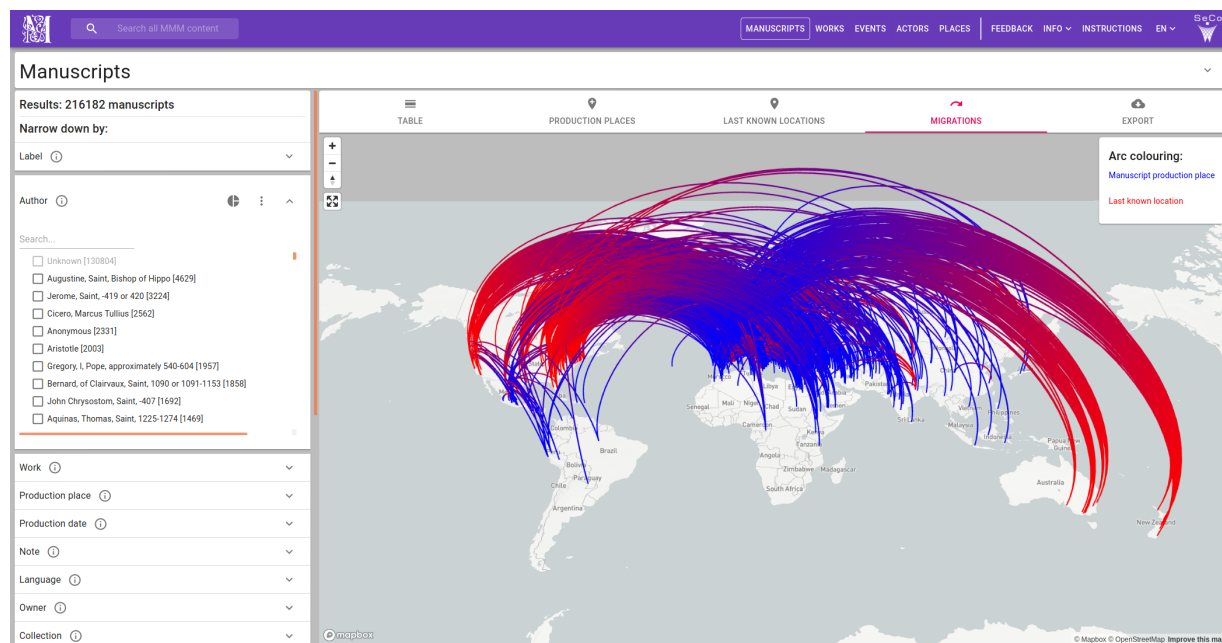 M
Search all MMM content
MANUSCRIPTS WORKS EVENTS ACTORS PLACES FEEDBACK INFO INSTRUCTIONS EN
SeCo
Manuscripts
Results: 216182 manuscripts
Narrow down by:
Label
Author
Search...
Unknown [130804]
Augustine, Saint, Bishop of Hippo [4629]
Jerome, Saint, -419 or 420 [3224]
Cicero, Marcus Tullius [2562]
Anonymous [2331]
Aristotle [2003]
Gregory, I, Pope, approximately 540-604 [1957]
Bernard, of Clairvaux, Saint, 1090 or 1091-1153 [1858]
John Chrysostom, Saint, -407 [1692]
Aquinas, Thomas, Saint, 1225-1274 [1469]
Work
Production place
Production date
Note
Language
Owner
Collection
TABLE PRODUCTION PLACES LAST KNOWN LOCATIONS MIGRATIONS EXPORT
Arc colouring:
Manuscript production place
Last known location
Libya
Pakistan
Senegal
Mali
Niger
Chad
Sudan
Cameroon
Kenya
Tanzania
Angola
Zimbabwe
Madagascar
South Africa
Sri Lanka
Vietnam
Philippines
Malaysia
Indonesia
Papua New
Guinea
Australia
New Zealand
Colombia
Brazil
Bolivia
Paraguay
Chile
Argentina
mapbox
© Mapbox © OpenStreetMap Improve this ma